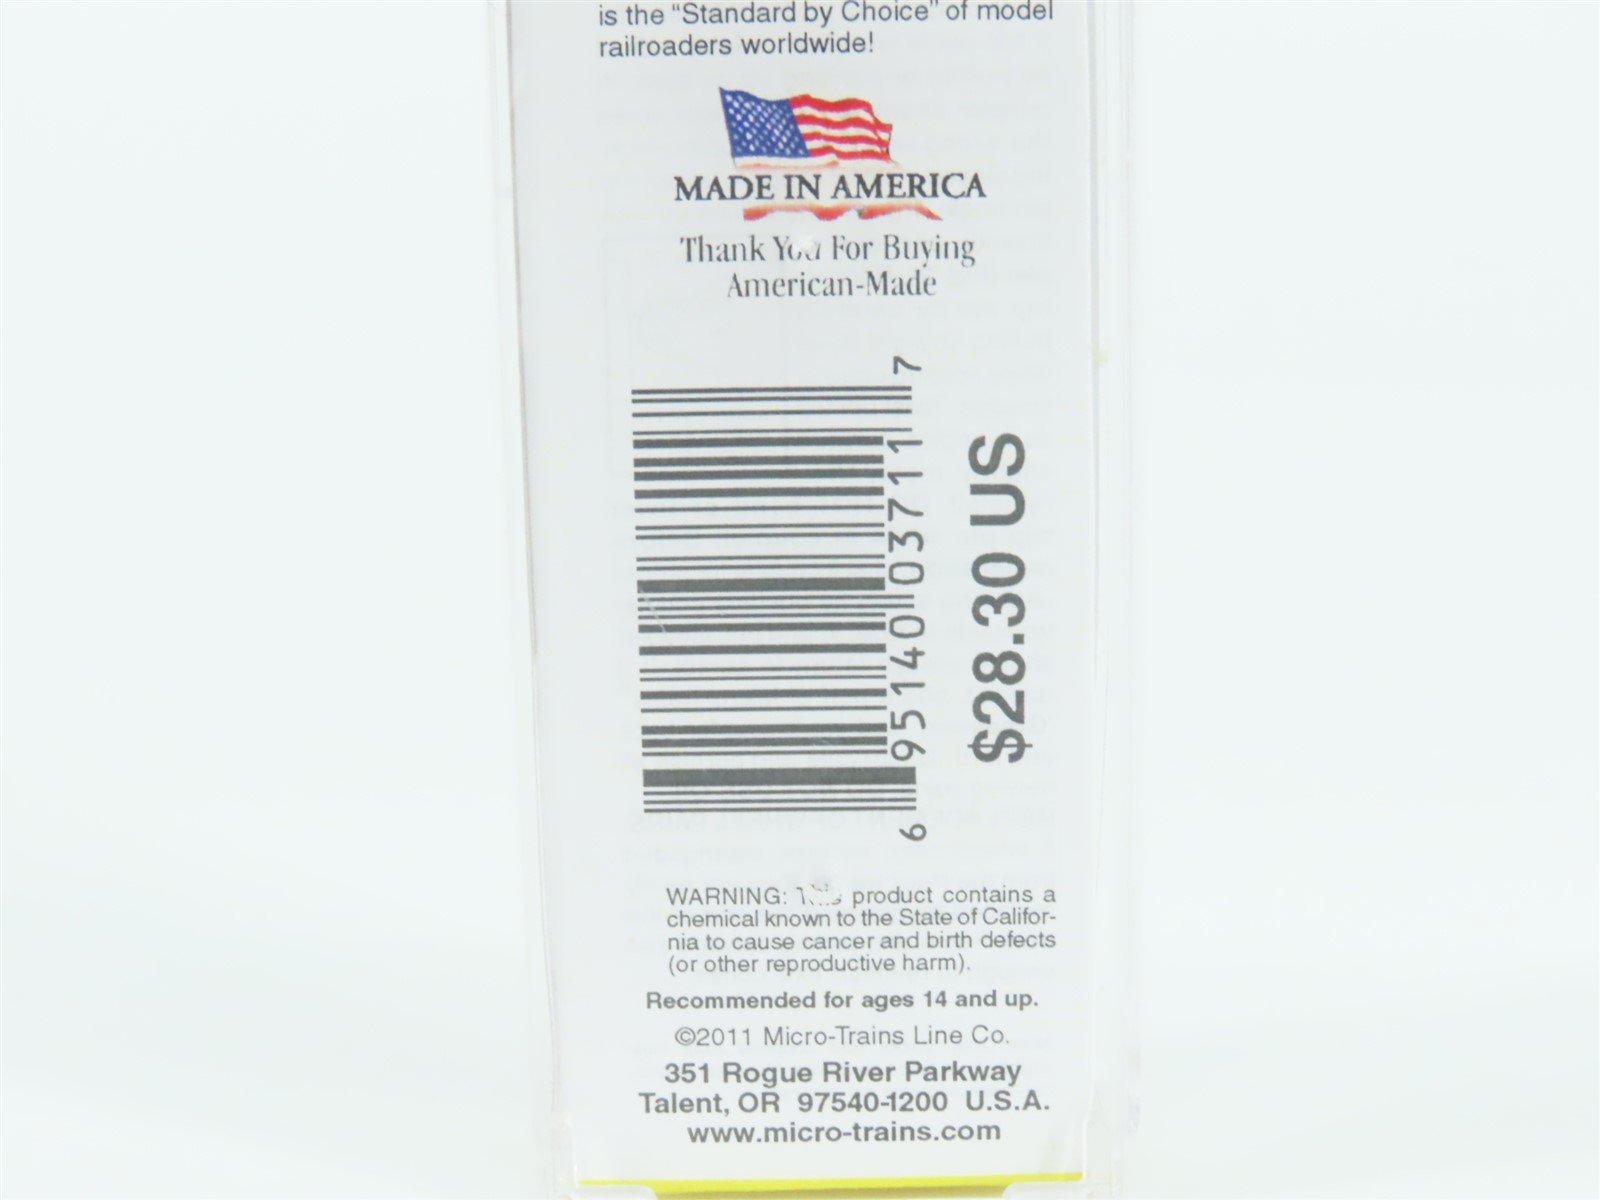 is the “Standard by Choice” of model
railroaders worldwide!
MADE IN AMERICA
Thank You For Buying
American-Made
6 95140 03711 7
$28.30 US
WARNING: This product contains a
chemical known to the State of Califor-
nia to cause cancer and birth defects
(or other reproductive harm).
Recommended for ages 14 and up.
©2011 Micro-Trains Line Co.
351 Rogue River Parkway
Talent, OR 97540-1200 U.S.A.
www.micro-trains.com